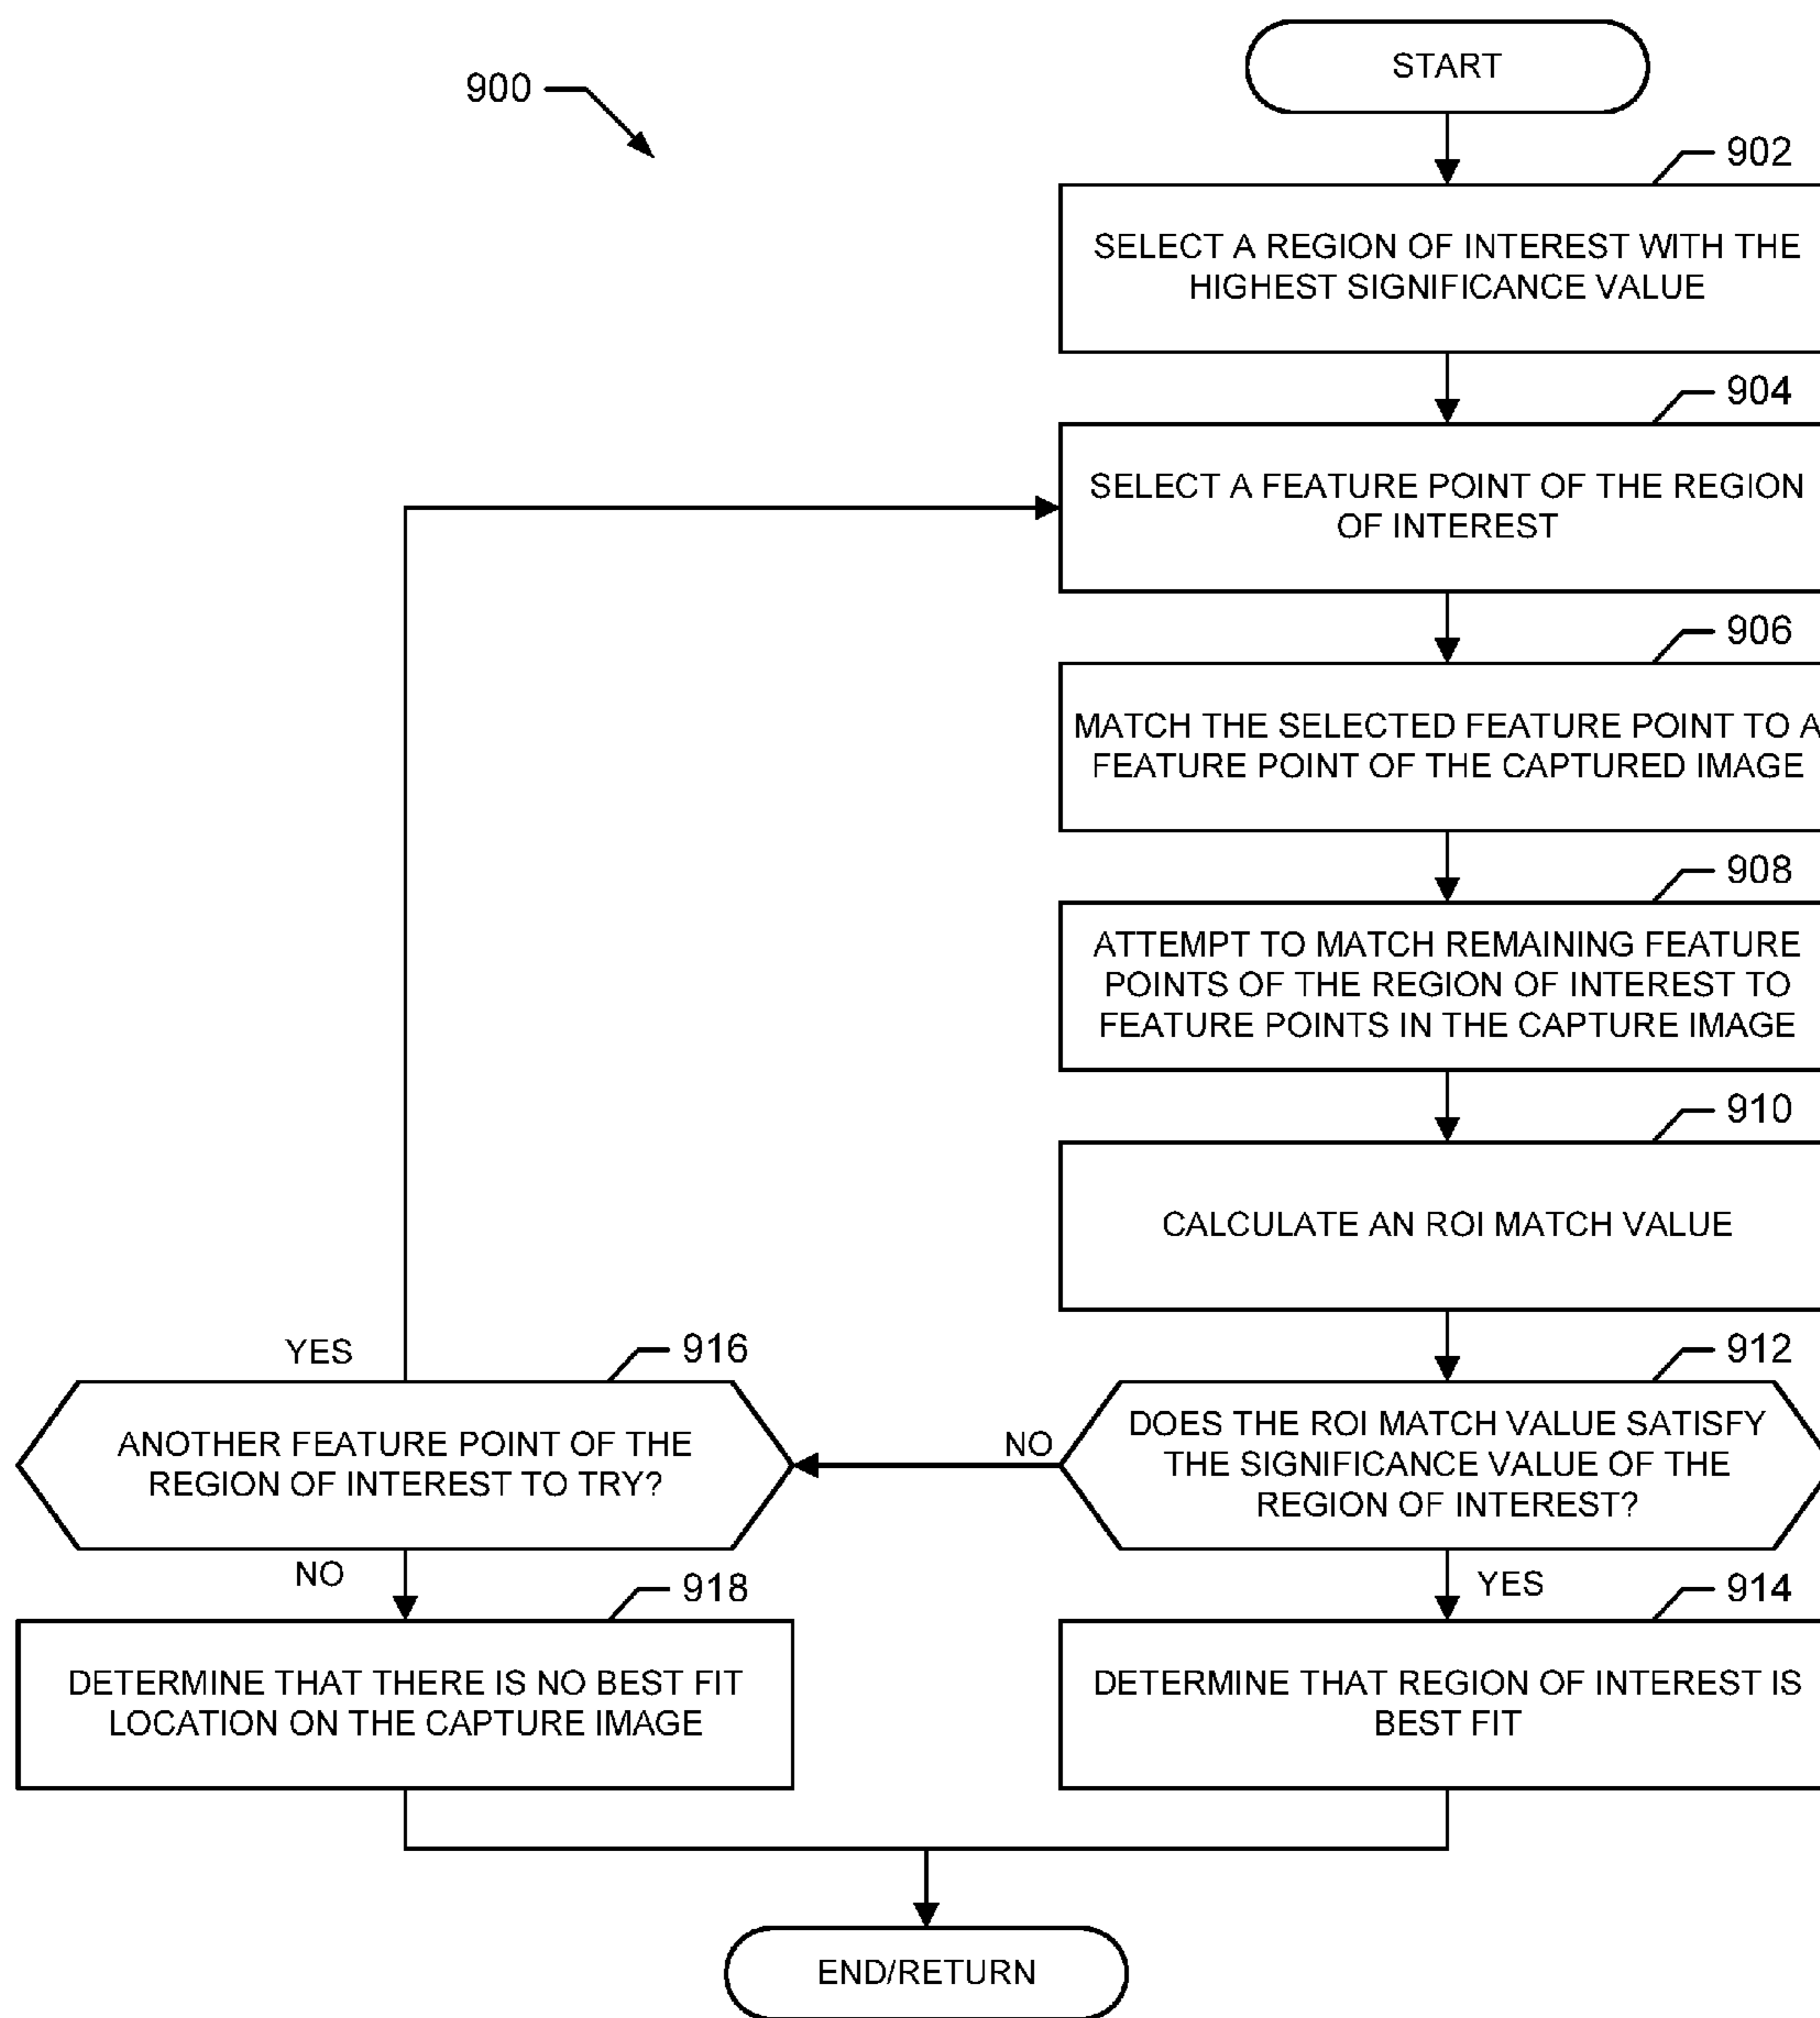 900
START
902
SELECT A REGION OF INTEREST WITH THE
HIGHEST SIGNIFICANCE VALUE
904
SELECT A FEATURE POINT OF THE REGION
OF INTEREST
906
MATCH THE SELECTED FEATURE POINT TO A
FEATURE POINT OF THE CAPTURED IMAGE
908
ATTEMPT TO MATCH REMAINING FEATURE
POINTS OF THE REGION OF INTEREST TO
FEATURE POINTS IN THE CAPTURE IMAGE
910
CALCULATE AN ROI MATCH VALUE
912
DOES THE ROI MATCH VALUE SATISFY
THE SIGNIFICANCE VALUE OF THE
REGION OF INTEREST?
NO
YES
916
ANOTHER FEATURE POINT OF THE
REGION OF INTEREST TO TRY?
NO
YES
918
DETERMINE THAT THERE IS NO BEST FIT
LOCATION ON THE CAPTURE IMAGE
914
DETERMINE THAT REGION OF INTEREST IS
BEST FIT
END/RETURN